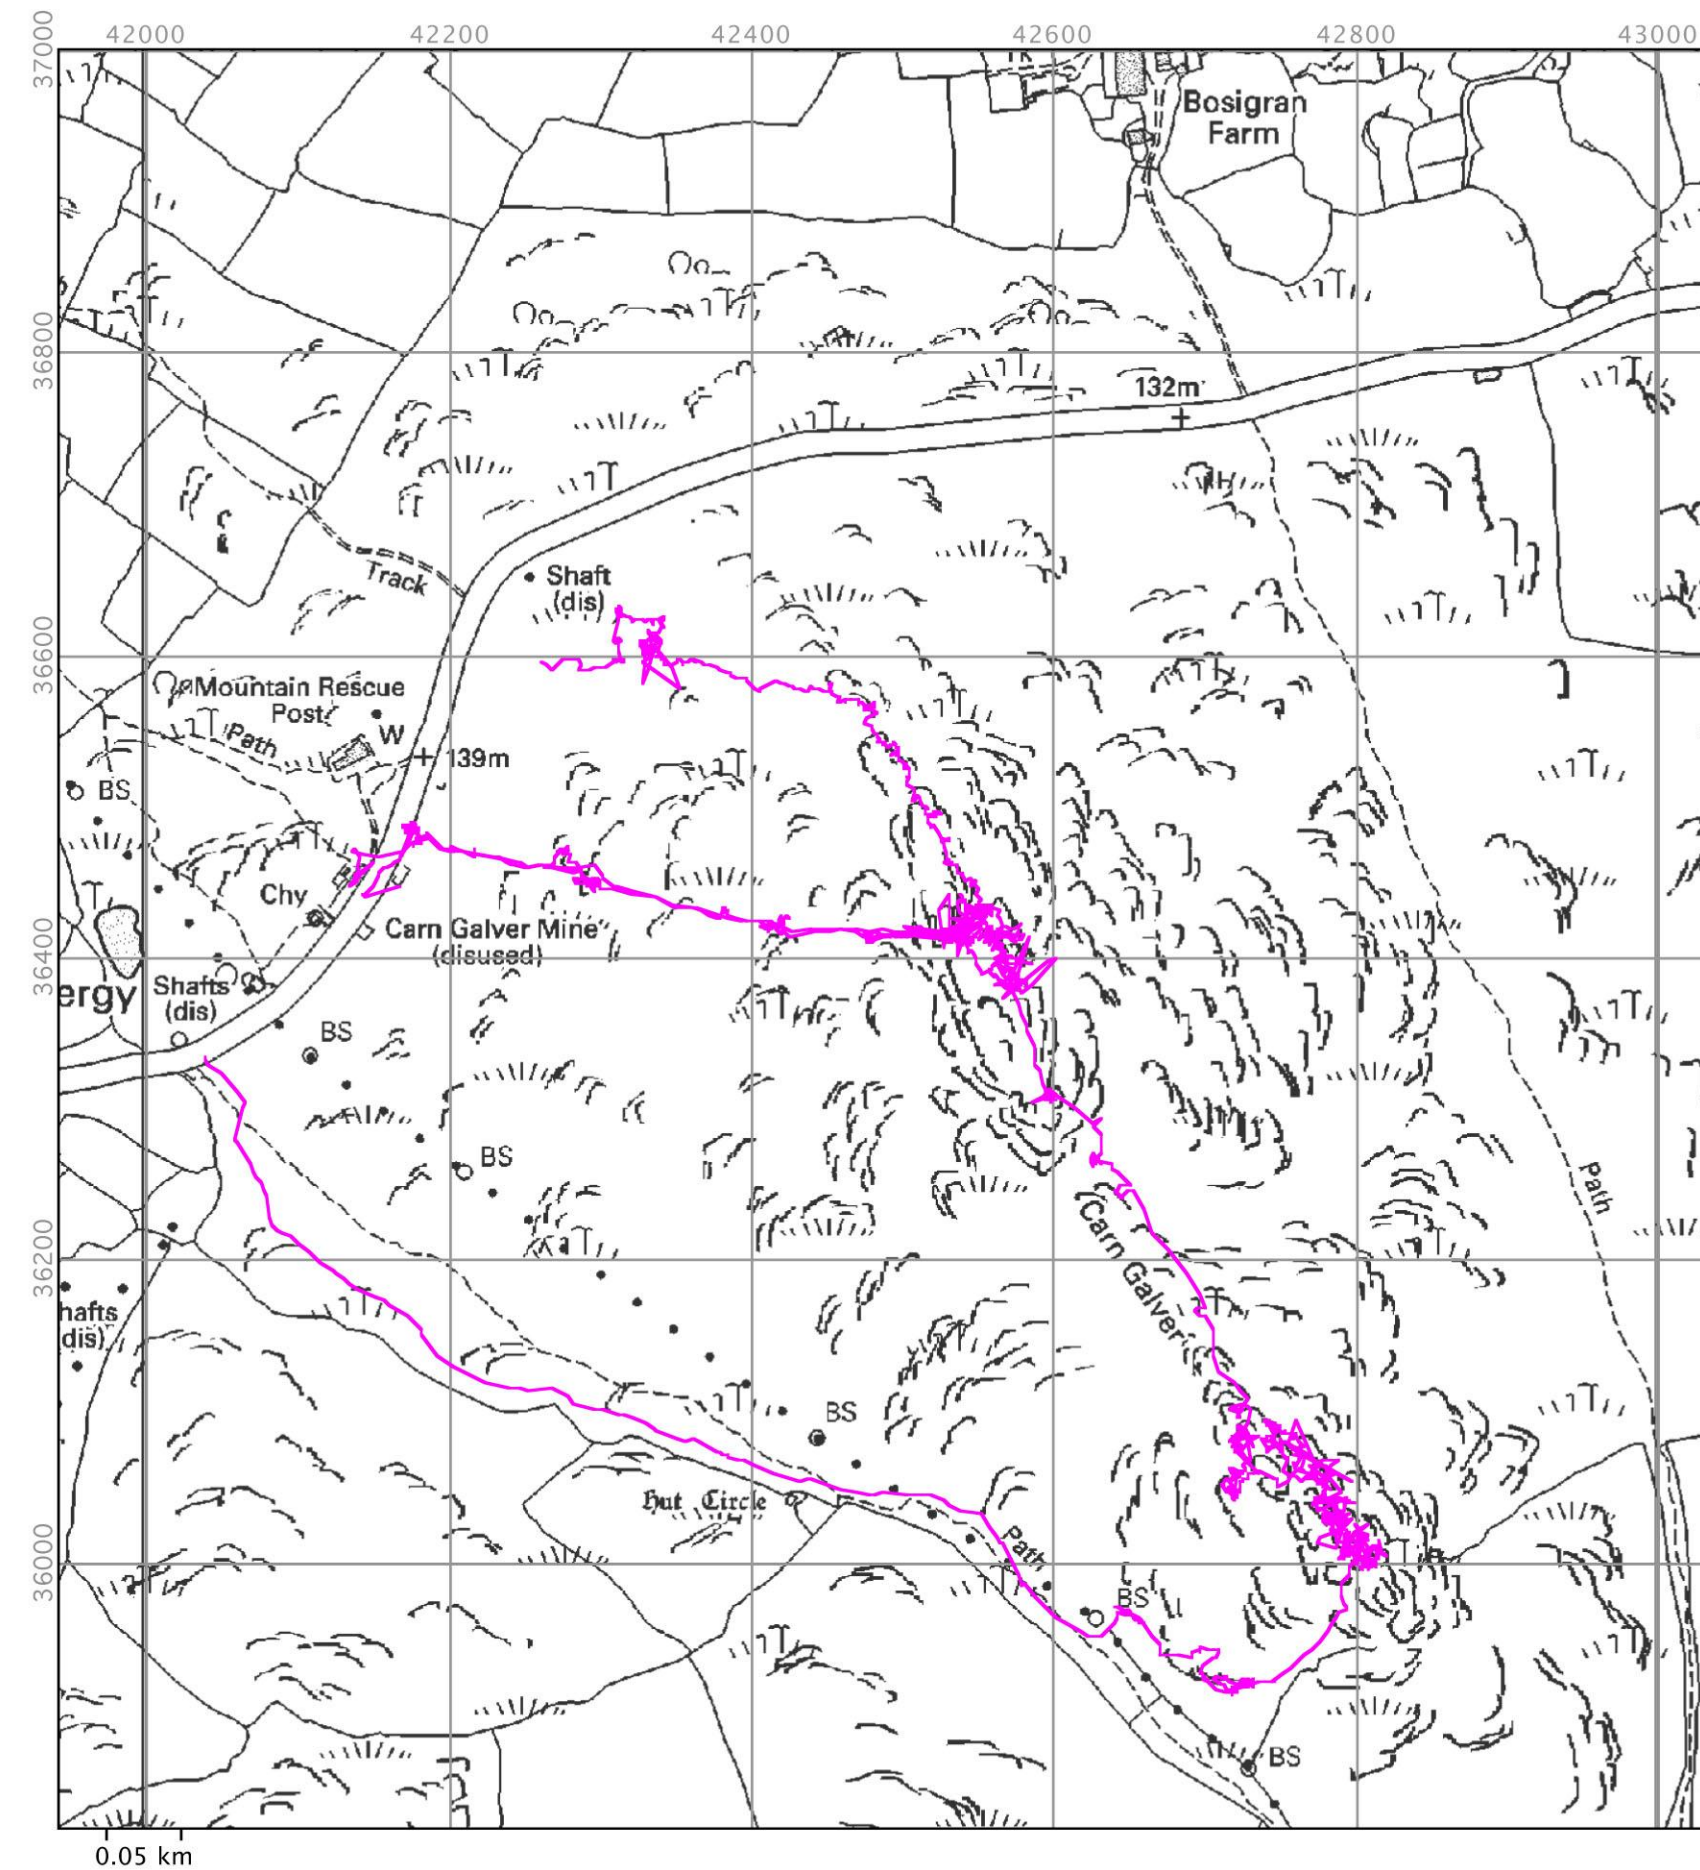 42000 42200 42400 42600 42800 43000
37000
Bosigran
Farm
36800
132m
Shaft
(dis)
Track
36600
Mountain Rescue
Post
W
Path
139m
BS
Chy
Carn Galver Mine
(disused)
36400
ergy
Shafts
(dis)
BS
BS
Path
Carn Galver
36200
hafts
dis)
BS
Hut Circle
Path
36000
BS
BS
0.05 km